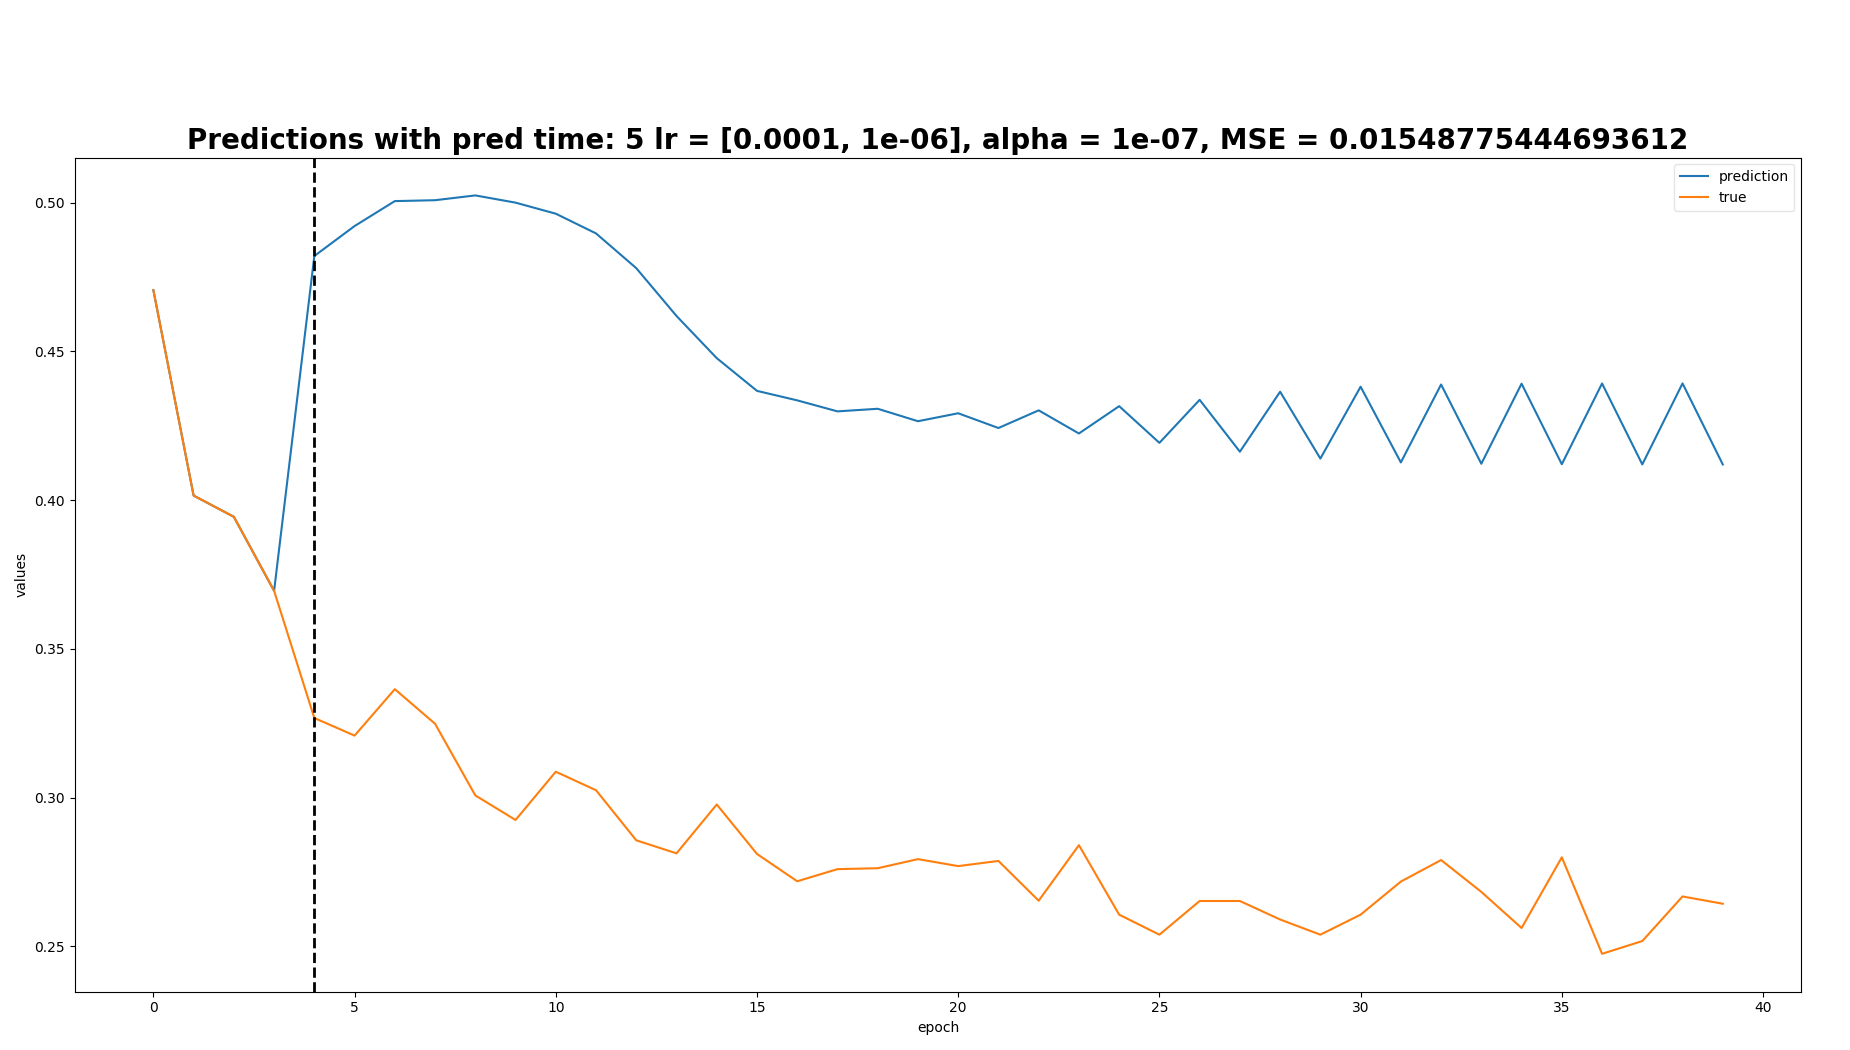 Predictions with pred time: 5 lr = [0.0001, 1e-06], alpha = 1e-07, MSE = 0.01548775444693612
prediction
true
values
0.50
0.45
0.40
0.35
0.30
0.25
0 5 10 15 20 25 30 35 40
epoch